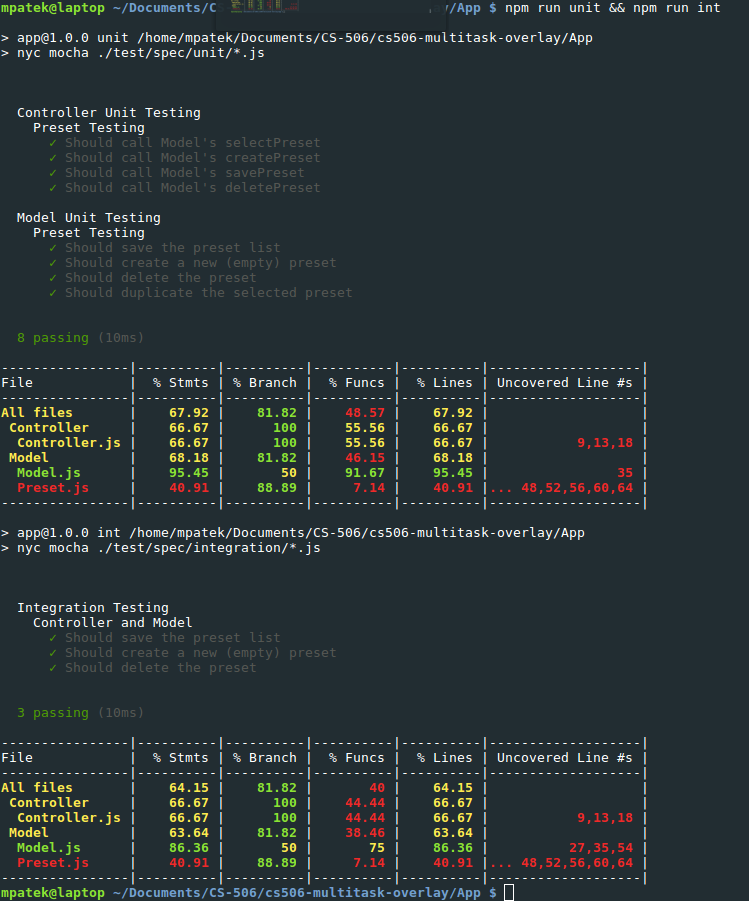 mpatek@laptop ~/Documents/C /App $ npm run unit && npm run int
> app@1.0.0 unit /home/mpatek/Documents/CS-506/cs506-multitask-overlay/App
> nyc mocha ./test/spec/unit/*.js
Controller Unit Testing
Preset Testing
✓ Should call Model's selectPreset
✓ Should call Model's createPreset
✓ Should call Model's savePreset
✓ Should call Model's deletePreset
Model Unit Testing
Preset Testing
✓ Should save the preset list
✓ Should create a new (empty) preset
✓ Should delete the preset
✓ Should duplicate the selected preset
8 passing (10ms)
----------------|----------|----------|----------|----------|-------------------|
File            |  % Stmts | % Branch |  % Funcs |  % Lines | Uncovered Line #s |
----------------|----------|----------|----------|----------|-------------------|
All files       |    67.92 |    81.82 |    48.57 |    67.92 |                   |
 Controller     |    66.67 |      100 |    55.56 |    66.67 |                   |
  Controller.js |    66.67 |      100 |    55.56 |    66.67 |           9,13,18 |
 Model          |    68.18 |    81.82 |    46.15 |    68.18 |                   |
  Model.js      |    95.45 |       50 |    91.67 |    95.45 |                35 |
  Preset.js     |    40.91 |    88.89 |     7.14 |    40.91 |... 48,52,56,60,64 |
----------------|----------|----------|----------|----------|-------------------|
> app@1.0.0 int /home/mpatek/Documents/CS-506/cs506-multitask-overlay/App
> nyc mocha ./test/spec/integration/*.js
Integration Testing
Controller and Model
✓ Should save the preset list
✓ Should create a new (empty) preset
✓ Should delete the preset
3 passing (10ms)
----------------|----------|----------|----------|----------|-------------------|
File            |  % Stmts | % Branch |  % Funcs |  % Lines | Uncovered Line #s |
----------------|----------|----------|----------|----------|-------------------|
All files       |    64.15 |    81.82 |       40 |    64.15 |                   |
 Controller     |    66.67 |      100 |    44.44 |    66.67 |                   |
  Controller.js |    66.67 |      100 |    44.44 |    66.67 |           9,13,18 |
 Model          |    63.64 |    81.82 |    38.46 |    63.64 |                   |
  Model.js      |    86.36 |       50 |       75 |    86.36 |          27,35,54 |
  Preset.js     |    40.91 |    88.89 |     7.14 |    40.91 |... 48,52,56,60,64 |
----------------|----------|----------|----------|----------|-------------------|
mpatek@laptop ~/Documents/CS-506/cs506-multitask-overlay/App $